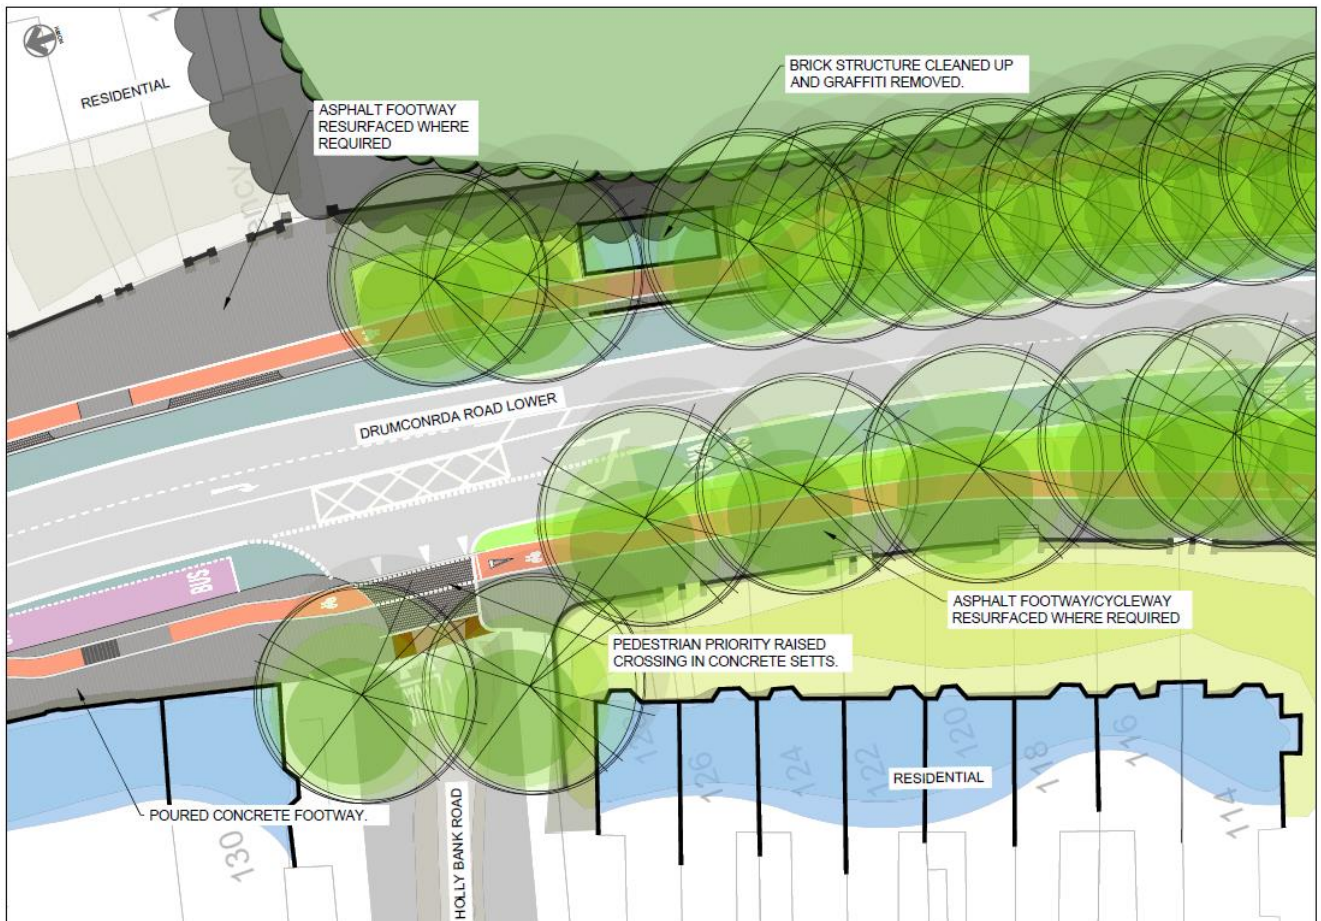 NORTH
RESIDENTIAL
ASPHALT FOOTWAY
RESURFACED WHERE
REQUIRED
BRICK STRUCTURE CLEANED UP
AND GRAFFITI REMOVED.
DRUMCONRDA ROAD LOWER
BUS
ASPHALT FOOTWAY/CYCLEWAY
RESURFACED WHERE REQUIRED
PEDESTRIAN PRIORITY RAISED
CROSSING IN CONCRETE SETTS.
126
124
122
120
118
116
114
RESIDENTIAL
POURED CONCRETE FOOTWAY.
130
HOLLY BANK ROAD